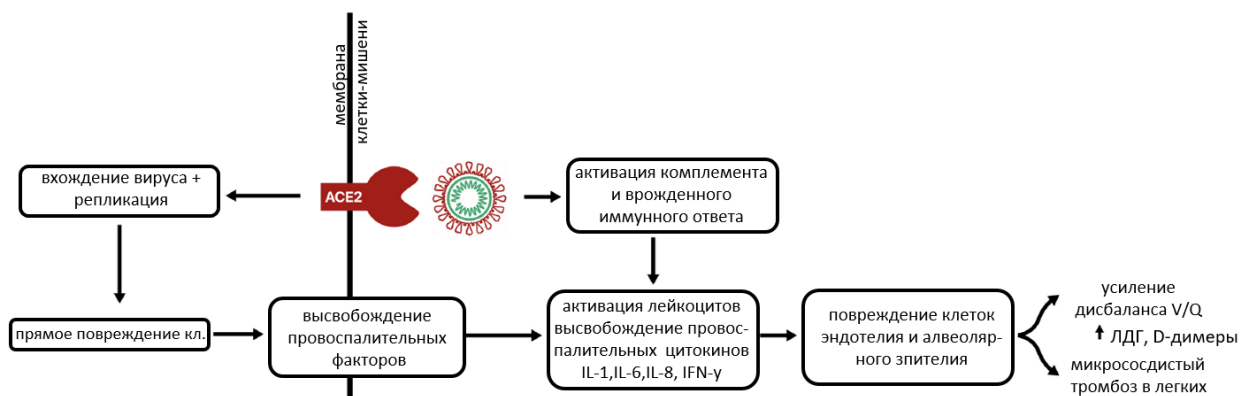 мембрана
клетки-мишени
вхождение вируса +
репликация
ACE2
активация комплемента
и врожденного
иммунного ответа
прямое повреждение кл.
высвобождение
провоспалительных
факторов
активация лейкоцитов
высвобождение провос-
палительных цитокинов
IL-1,IL-6,IL-8, IFN-y
повреждение клеток
эндотелия и алвеоляр-
ного зпителия
усиление
дисбаланса V/Q
ЛДГ, D-димеры
микрососдистый
тромбоз в легких